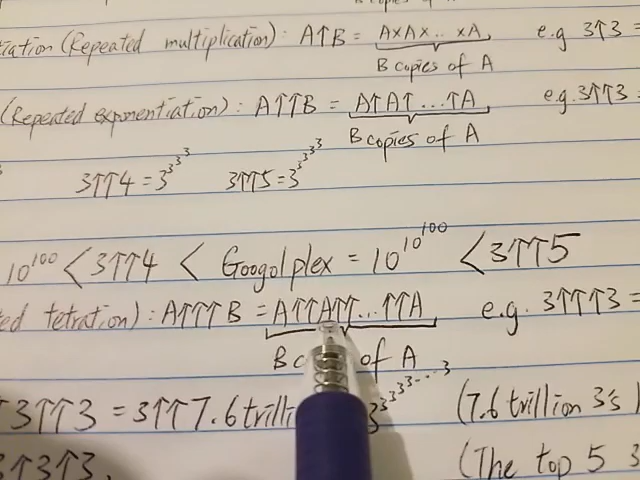 tiation (Repeated multiplication): A↑B = A×A×..×A, e.g 3↑3 =
B copies of A
(Repeated exponentiation): A↑↑B = A↑A↑...↑A, e.g. 3↑↑3
B copies of A
3↑↑4 = 3^3^3^3 3↑↑5 = 3^3^3^3^3
10^100 < 3↑↑4 < Googolplex = 10^10^100 < 3↑↑5
ed tetration): A↑↑↑B = A↑↑A↑↑...↑↑A e.g. 3↑↑↑3 =
B co of A
↑3↑↑3 = 3↑↑7.6 trilli 3^3^3^3^3^...^3 (7.6 trillion 3's)
3↑3↑3. (The top 5 3